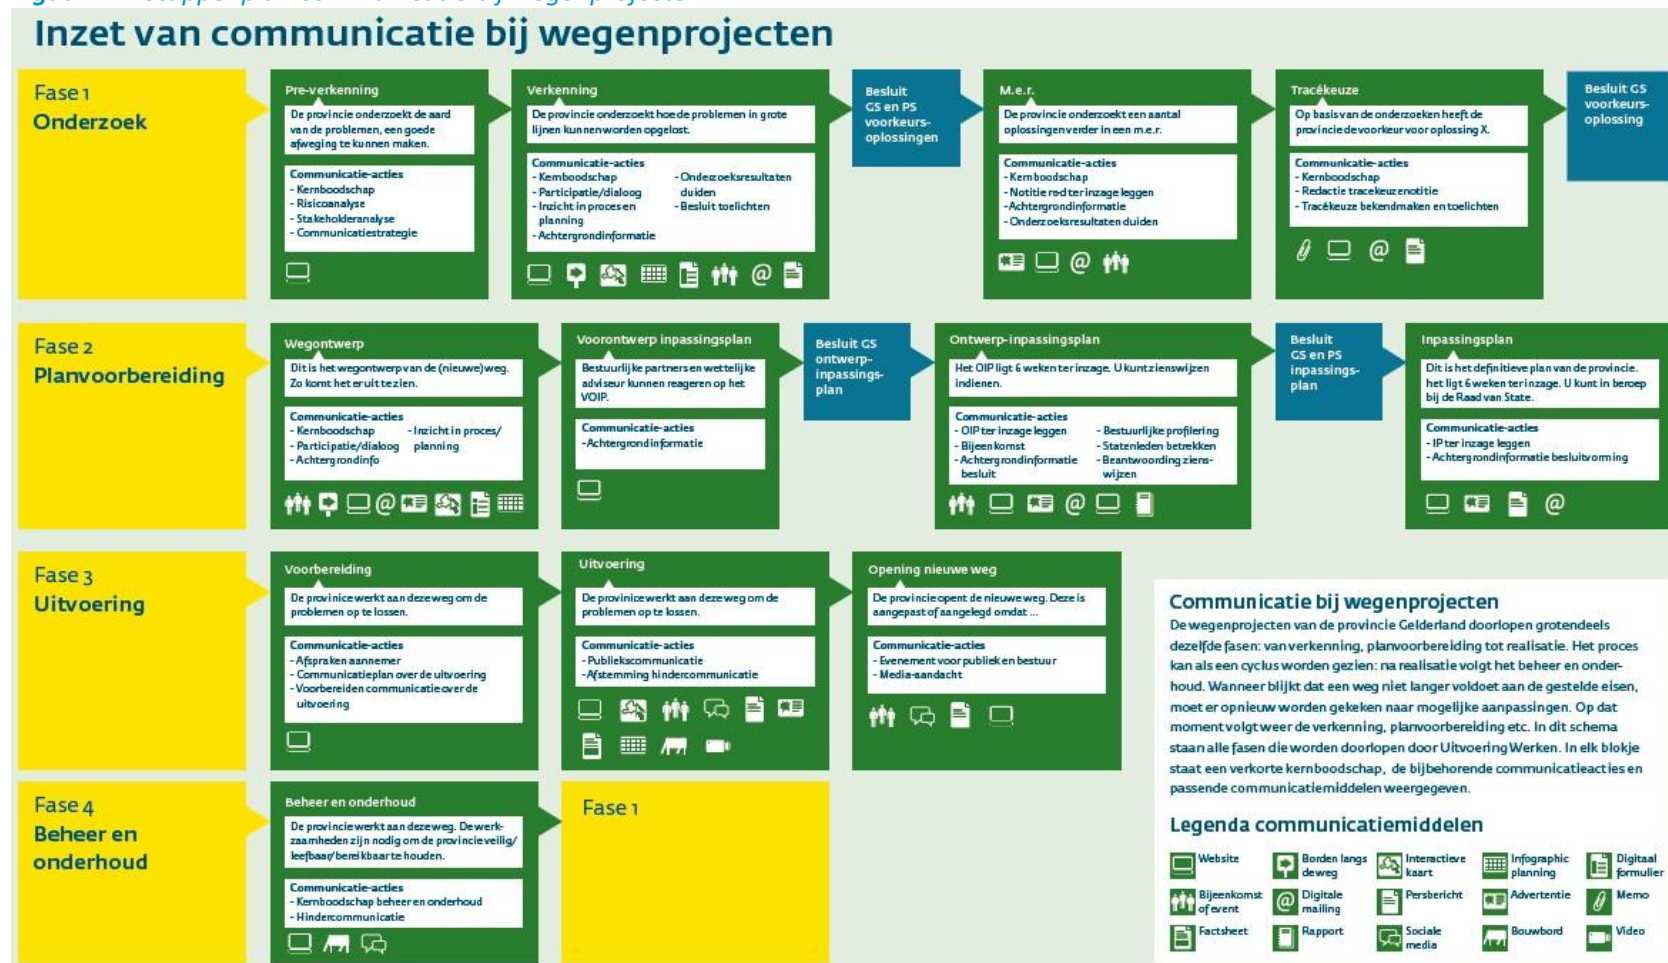 Inzet van communicatie bij wegenprojecten
Fase 1
Onderzoek
Pre-verkenning
De provincie onderzoekt de aard
van de problemen, een goede
afweging te kunnen maken.
Communicatie-acties
- Kernboodschap
- Risicoanalyse
- Stakeholderanalyse
- Communicatiestrategie
Verkenning
De provincie onderzoekt hoe de problemen in grote
lijnen kunnen worden opgelost.
Communicatie-acties
- Kernboodschap
- Participatie/dialoog
- Inzicht in proces en
planning
- Achtergrondinformatie
- Onderzoeksresultaten
duiden
- Besluit toelichten
Besluit
GS en PS
voorkeurs-
oplossingen
M.e.r.
De provincie onderzoekt een aantal
oplossingen verder in een m.e.r.
Communicatie-acties
- Kernboodschap
- Notitie red ter inzage leggen
- Achtergrondinformatie
- Onderzoeksresultaten duiden
Tracékeuze
Op basis van de onderzoeken heeft de
provincie de voorkeur voor oplossing X.
Communicatie-acties
- Kernboodschap
- Redactie tracekeuzenotitie
- Tracékeuze bekendmaken en toelichten
Besluit GS
voorkeurs-
oplossing
Fase 2
Planvoorbereiding
Wegontwerp
Dit is het wegontwerp van de (nieuwe) weg.
Zo komt het er uit te zien.
Communicatie-acties
- Kernboodschap
- Participatie/dialoog
- Achtergrondinfo
- Inzicht in proces/
planning
Voorontwerp inpassingsplan
Bestuurlijke partners en wettelijke
adviseur kunnen reageren op het
VOIP.
Communicatie-acties
- Achtergrondinformatie
Besluit GS
ontwerp-
inpassings-
plan
Ontwerp-inpassingsplan
Het OIP ligt 6 weken ter inzage. U kunt zienswijzen
indienen.
Communicatie-acties
- OIP ter inzage leggen
- Bijeenkomst
- Achtergrondinformatie
besluit
- Bestuurlijke profilering
- Statenleden betrekken
- Beantwoording ziens-
wijzen
Besluit
GS en PS
inpassings-
plan
Inpassingsplan
Dit is het definitieve plan van de provincie.
het ligt 6 weken ter inzage. U kunt in beroep
bij de Raad van State.
Communicatie-acties
- IP ter inzage leggen
- Achtergrondinformatie besluitvorming
Fase 3
Uitvoering
Voorbereiding
De provinice werkt aan deze weg om de
problemen op te lossen.
Communicatie-acties
- Afspraken aannemer
- Communicatieplan over de uitvoering
- Voorbereiden communicatie over de
uitvoering
Uitvoering
De provinice werkt aan deze weg om de
problemen op te lossen.
Communicatie-acties
- Publiekscommunicatie
- Afstemming hindercommunicatie
Opening nieuwe weg
De provincie opent de nieuwe weg. Deze is
aangepast of aangelegd omdat ...
Communicatie-acties
- Evenement voor publiek en bestuur
- Media-aandacht
Fase 4
Beheer en
onderhoud
Beheer en onderhoud
De provincie werkt aan deze weg. De werk-
zaamheden zijn nodig om de provincie veilig/
leefbaar/bereikbaar te houden.
Communicatie-acties
- Kernboodschap beheer en onderhoud
- Hindercommunicatie
Fase 1
Communicatie bij wegenprojecten
De wegenprojecten van de provincie Gelderland doorlopen grotendeels
dezelfde fasen: van verkenning, planvoorbereiding tot realisatie. Het proces
kan als een cyclus worden gezien: na realisatie volgt het beheer en onder-
houd. Wanneer blijkt dat een weg niet langer voldoet aan de gestelde eisen,
moet er opnieuw worden gekeken naar mogelijke aanpassingen. Op dat
moment volgt weer de verkenning, planvoorbereiding etc. In dit schema
staan alle fasen die worden doorlopen door Uitvoering Werken. In elk blokje
staat een verkorte kernboodschap, de bijbehorende communicatieacties en
passende communicatiemiddelen weergegeven.
Legenda communicatiemiddelen
Website
Borden langs
de weg
Interactieve
kaart
Infographic
planning
Digitaal
formulier
Bijeenkomst
of event
Digitale
mailing
Persbericht
Advertentie
Memo
Factsheet
Rapport
Sociale
media
Bouwbord
Video